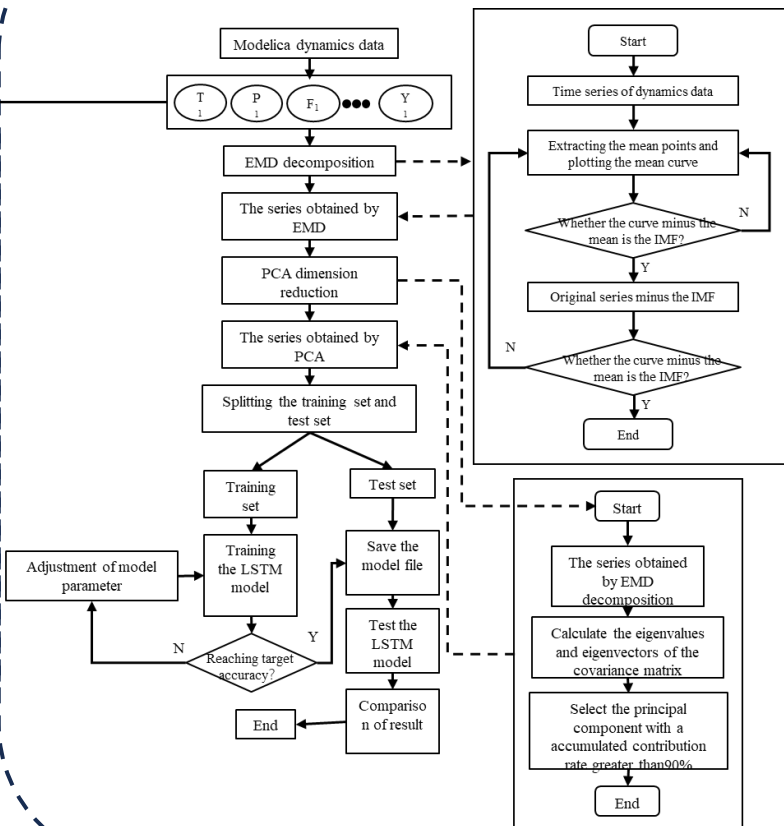 Modelica dynamics data
T
1
P
1
F1
●●●
Y
1
EMD decomposition
The series obtained by
EMD
PCA dimension
reduction
The series obtained by
PCA
Splitting the training set and
test set
Training
set
Test set
Adjustment of model
parameter
Training
the LSTM
model
Save the
model file
N
Reaching target
accuracy?
Y
Test the
LSTM
model
Compariso
n of result
End
Start
Time series of dynamics data
Extracting the mean points and
plotting the mean curve
N
Whether the curve minus the
mean is the IMF?
Y
Original series minus the IMF
N
Whether the curve minus the
mean is the IMF?
Y
End
Start
The series obtained
by EMD
decomposition
Calculate the eigenvalues
and eigenvectors of the
covariance matrix
Select the principal
component with a
accumulated contribution
rate greater than90%
End